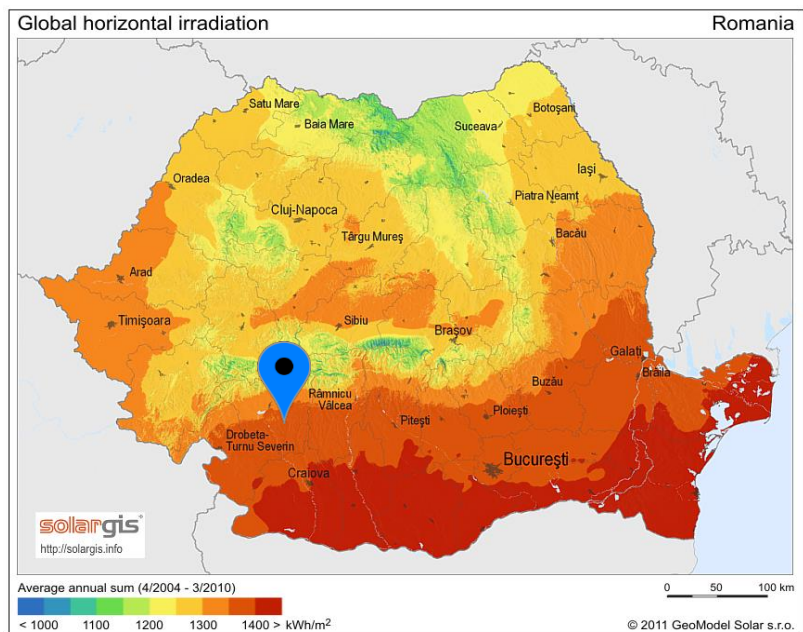 Global horizontal irradiation
Romania
Satu Mare
Baia Mare
Botoşani
Suceava
Iaşi
Oradea
Piatra Neamţ
Cluj-Napoca
Târgu Mureş
Bacău
Arad
Timişoara
Sibiu
Braşov
Galaţi
Brăila
Buzău
Râmnicu
Vâlcea
Piteşti
Ploieşti
Drobeta-
Turnu Severin
Bucureşti
Craiova
solargis®
http://solargis.info
Average annual sum (4/2004 - 3/2010)
0 50 100 km
< 1000 1100 1200 1300 1400 > kWh/m²
© 2011 GeoModel Solar s.r.o.